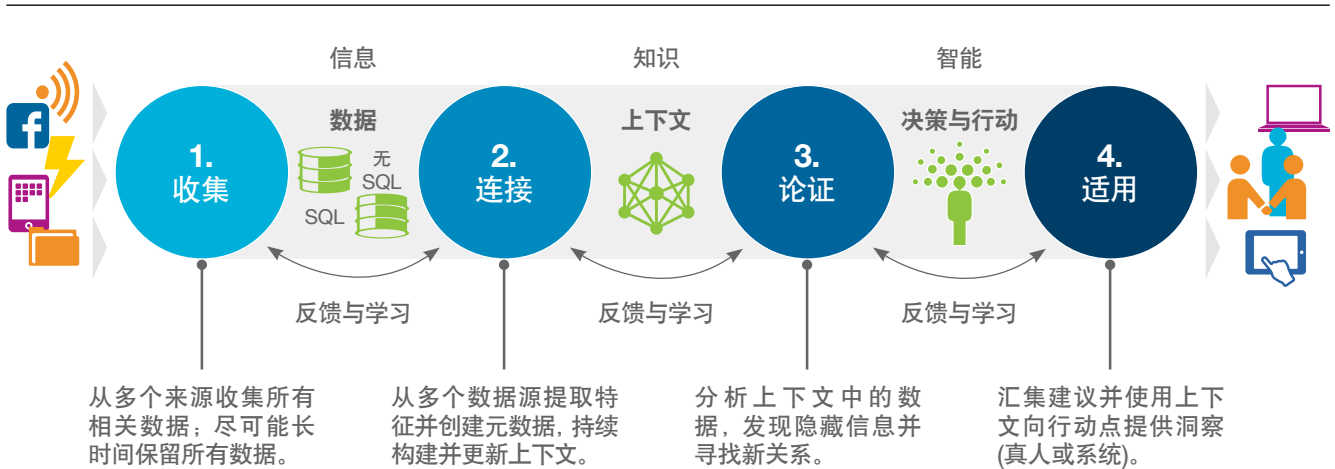 信息
知识
智能
数据
上下文
决策与行动
1.
收集
无
SQL
SQL
2.
连接
3.
论证
4.
适用
反馈与学习
反馈与学习
反馈与学习
从多个来源收集所有
相关数据；尽可能长
时间保留所有数据。
从多个数据源提取特
征并创建元数据, 持续
构建并更新上下文。
分析上下文中的数
据，发现隐藏信息并
寻找新关系。
汇集建议并使用上下
文向行动点提供洞察
(真人或系统)。